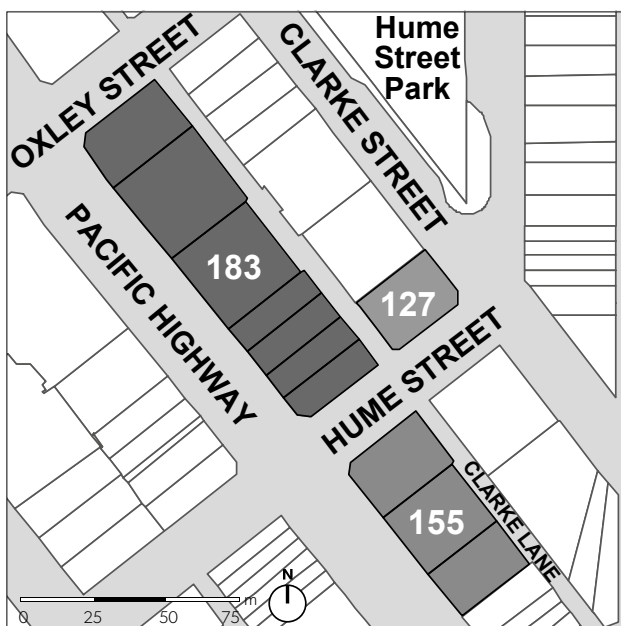 Hume
Street
Park
OXLEY STREET
CLARKE STREET
PACIFIC HIGHWAY
183
127
HUME STREET
155
CLARKE LANE
N
0 25 50 75 m